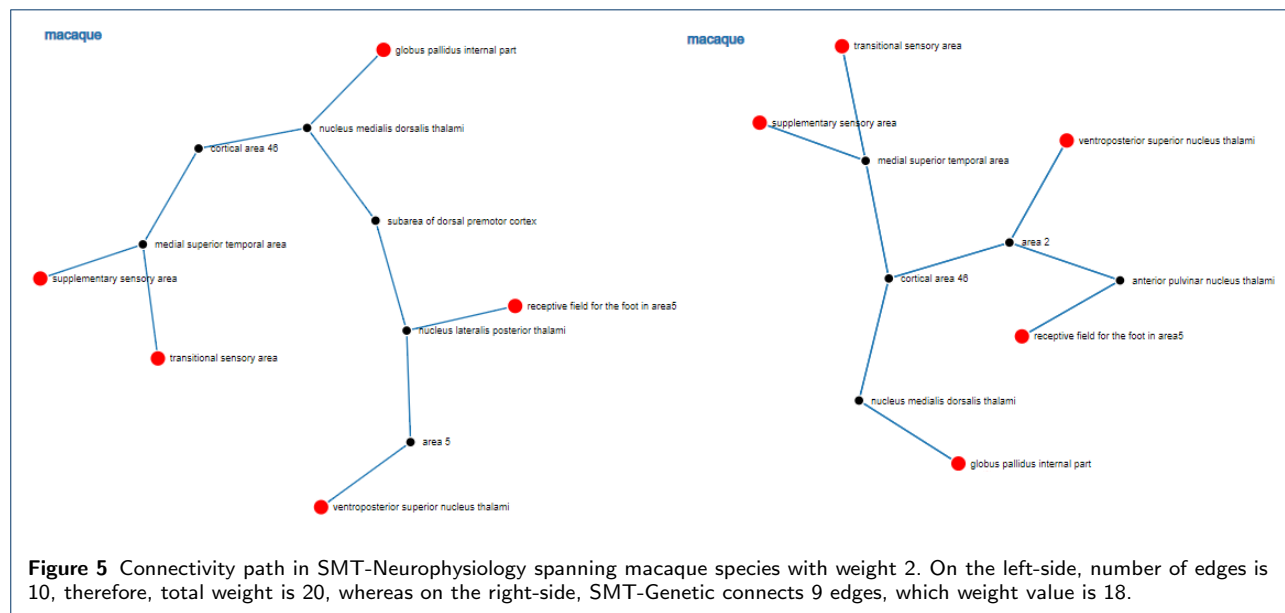 macaque
globus pallidus internal part
nucleus medialis dorsalis thalami
cortical area 46
subarea of dorsal premotor cortex
medial superior temporal area
supplementary sensory area
receptive field for the foot in area5
nucleus lateralis posterior thalami
transitional sensory area
area 5
ventroposterior superior nucleus thalami
macaque
transitional sensory area
supplementary sensory area
ventroposterior superior nucleus thalami
medial superior temporal area
area 2
cortical area 46
anterior pulvinar nucleus thalami
receptive field for the foot in area5
nucleus medialis dorsalis thalami
globus pallidus internal part
Figure 5 Connectivity path in SMT-Neurophysiology spanning macaque species with weight 2. On the left-side, number of edges is
10, therefore, total weight is 20, whereas on the right-side, SMT-Genetic connects 9 edges, which weight value is 18.